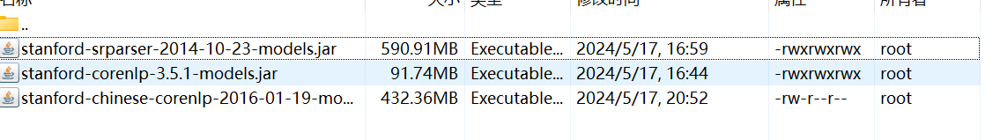 名称 大小 类型 修改时间 属性 所有者
..
stanford-srparser-2014-10-23-models.jar 590.91MB Executable... 2024/5/17, 16:59 -rwxrwxrwx root
stanford-corenlp-3.5.1-models.jar 91.74MB Executable... 2024/5/17, 16:44 -rwxrwxrwx root
stanford-chinese-corenlp-2016-01-19-mo... 432.36MB Executable... 2024/5/17, 20:52 -rw-r--r-- root